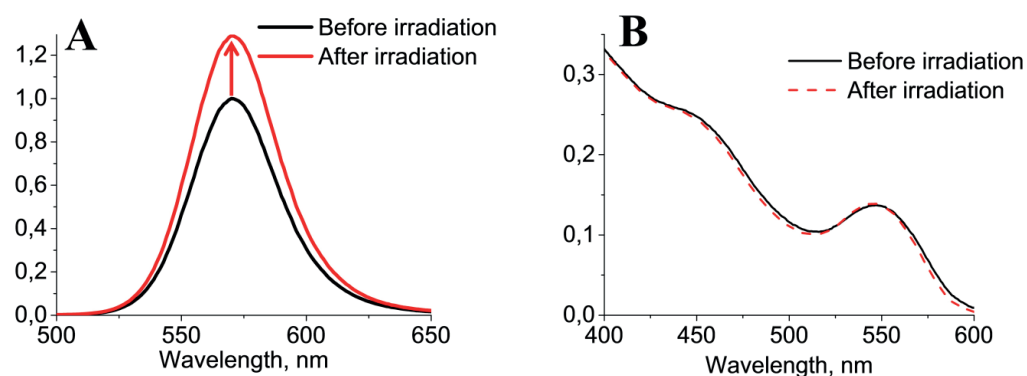 A
Before irradiation
After irradiation
1,2
1,0
0,8
0,6
0,4
0,2
0,0
500
550
600
650
Wavelength, nm
B
Before irradiation
After irradiation
0,3
0,2
0,1
0,0
400
450
500
550
600
Wavelength, nm